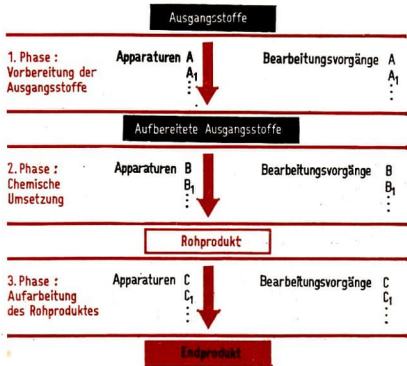 Ausgangsstoffe
1. Phase :
Vorbereitung der
Ausgangsstoffe
Apparaturen A
A1
⋮
Bearbeitungsvorgänge A
A1
⋮
Aufbereitete Ausgangsstoffe
2. Phase :
Chemische
Umsetzung
Apparaturen B
B1
⋮
Bearbeitungsvorgänge B
B1
⋮
Rohprodukt
3. Phase :
Aufarbeitung
des Rohproduktes
Apparaturen C
C1
⋮
Bearbeitungsvorgänge C
C1
⋮
Endprodukt